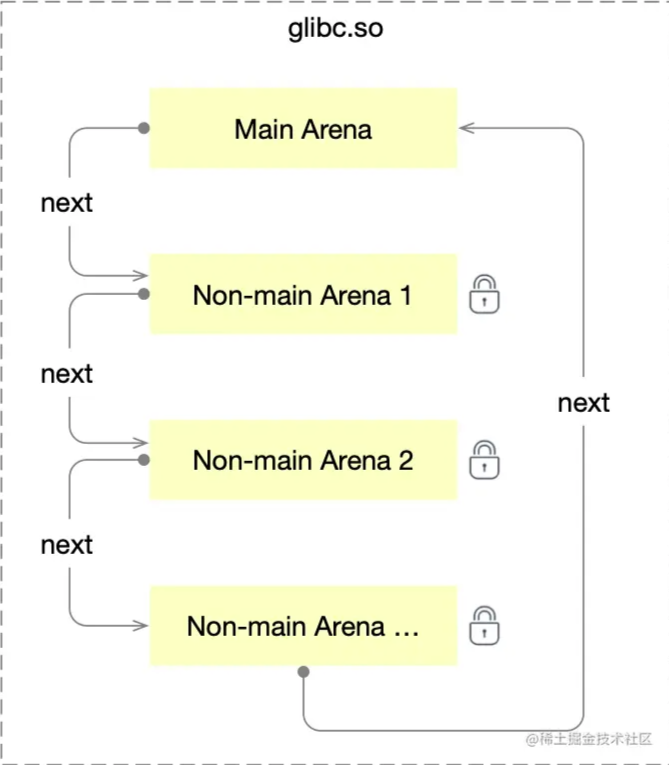 glibc.so
Main Arena
next
Non-main Arena 1
next
Non-main Arena 2
next
next
Non-main Arena …
@稀土掘金技术社区